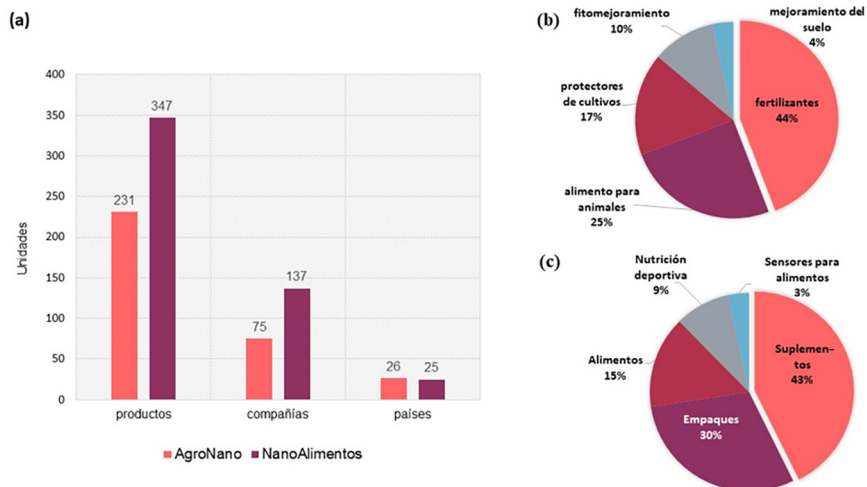 (a)
400
350
300
250
200
150
100
50
0
Unidades
231
347
75
137
26
25
productos
compañías
países
AgroNano
NanoAlimentos
(b)
fitomejoramiento
10%
mejoramiento del
suelo
4%
protectores
de cultivos
17%
fertilizantes
44%
alimento para
animales
25%
(c)
Nutrición
deportiva
9%
Sensores para
alimentos
3%
Alimentos
15%
Suplemen-
tos
43%
Empaques
30%